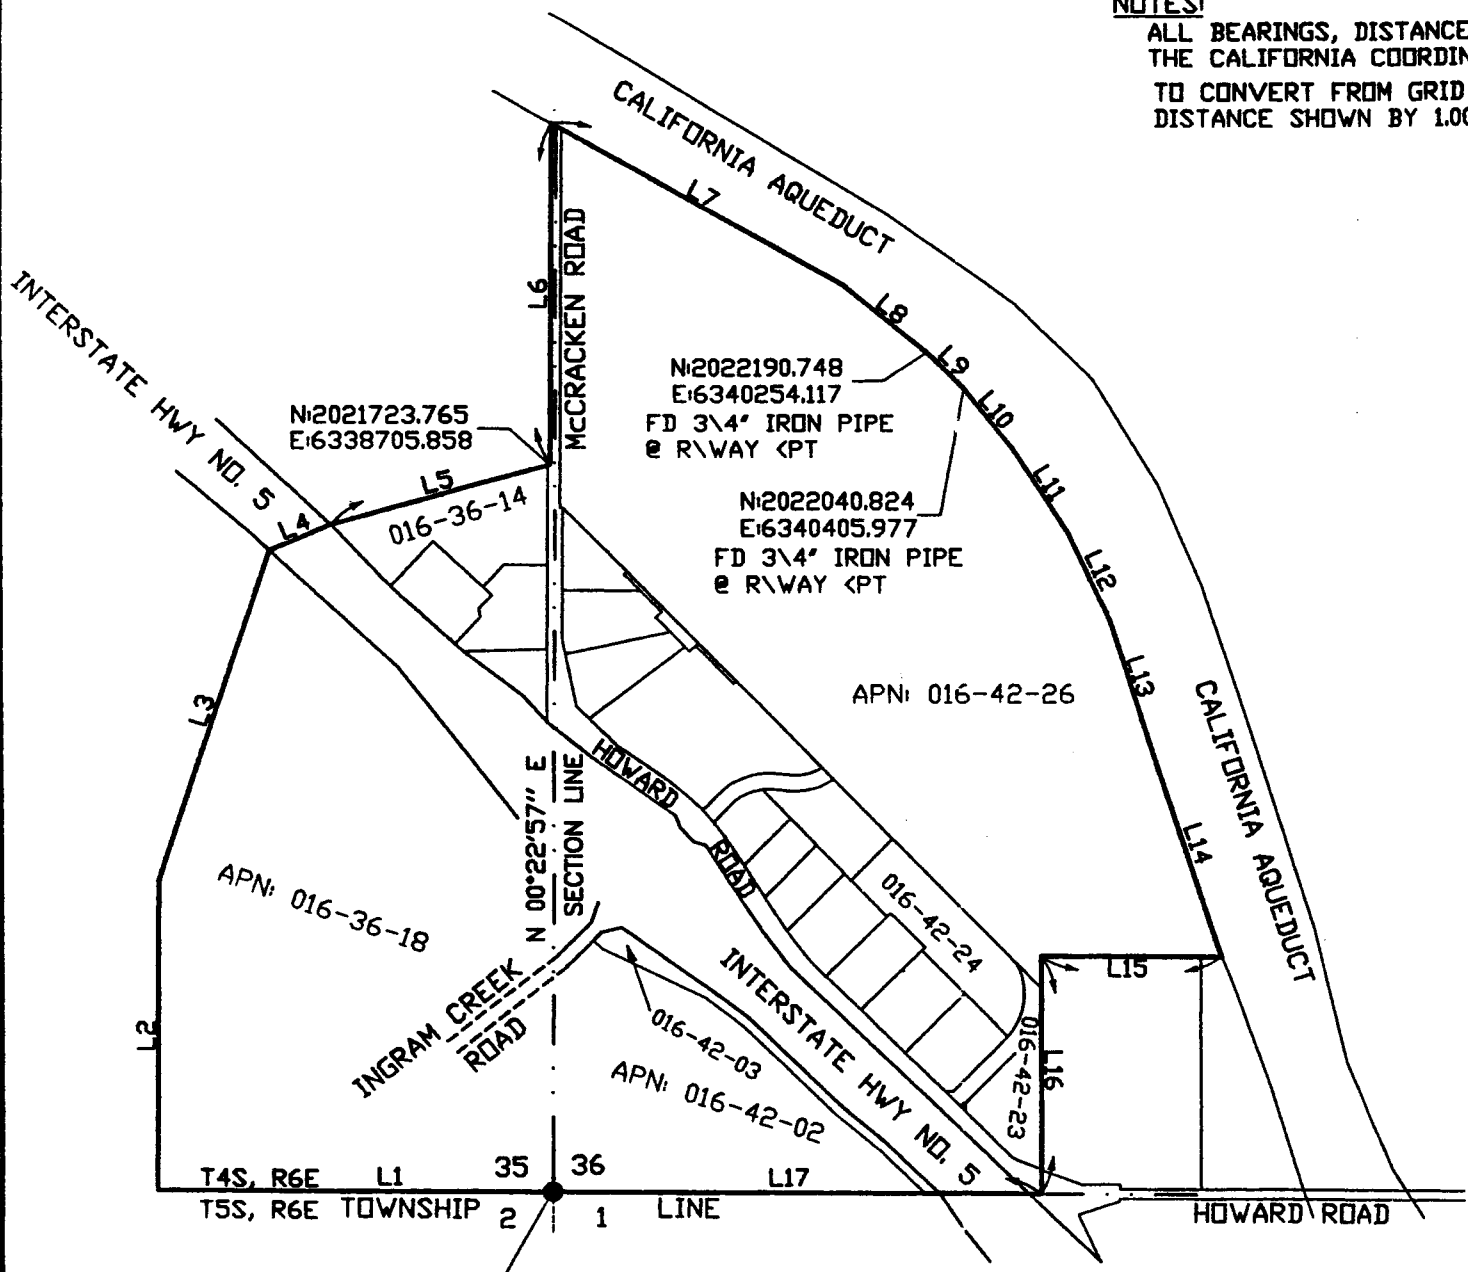 NOTES:
ALL BEARINGS, DISTANCE
THE CALIFORNIA COORDIN
TO CONVERT FROM GRID
DISTANCE SHOWN BY 1.00
CALIFORNIA AQUEDUCT
L7
McCRACKEN ROAD
L6
L8
INTERSTATE HWY NO. 5
N:2022190.748
E:6340254.117
FD 3\4" IRON PIPE
@ R\WAY <PT
L9
L10
N:2021723.765
E:6338705.858
L5
L4
016-36-14
L11
N:2022040.824
E:6340405.977
FD 3\4" IRON PIPE
@ R\WAY <PT
L12
L3
APN: 016-42-26
L13
CALIFORNIA AQUEDUCT
HOWARD
ROAD
N 00°22'57" E
SECTION LINE
L14
APN: 016-36-18
016-42-24
INTERSTATE HWY NO. 5
L15
INGRAM CREEK
ROAD
L2
016-42-03
APN: 016-42-02
016-42-23
L16
T4S, R6E
L1
35
36
L17
T5S, R6E
TOWNSHIP
2
1
LINE
HOWARD ROAD